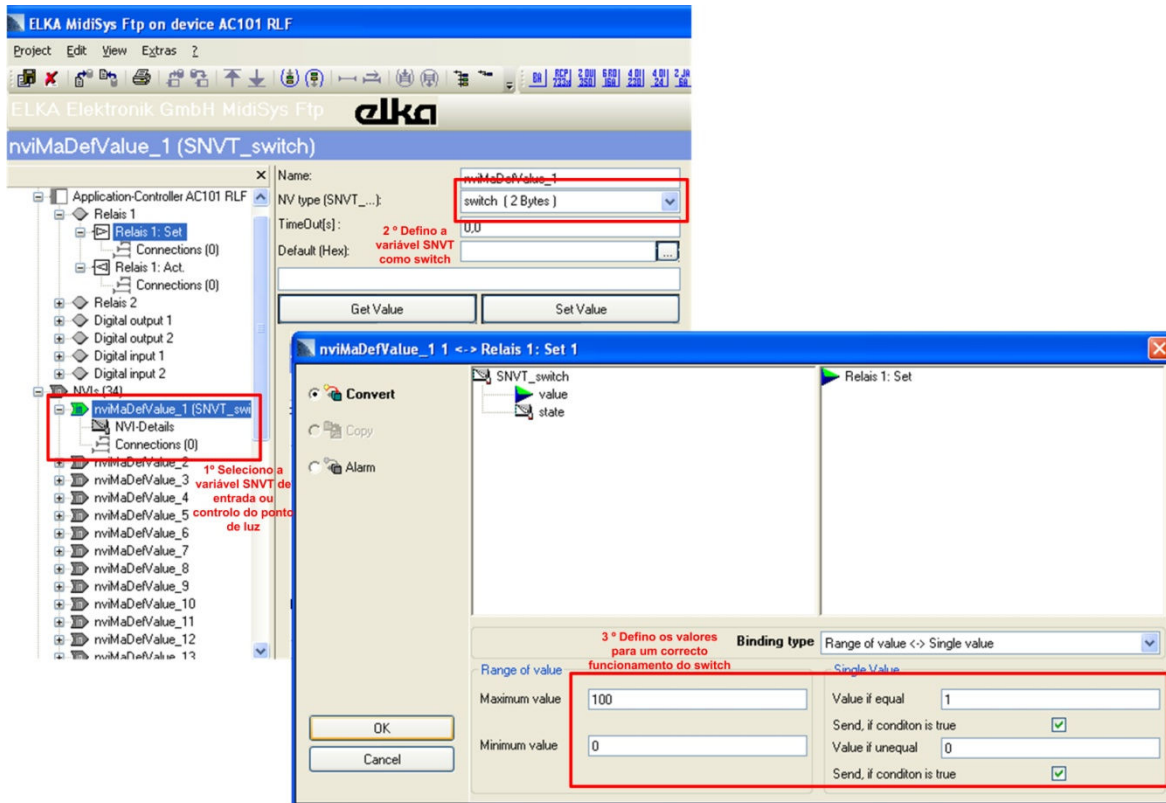 ELKA MidiSys Ftp on device AC101 RLF
Project Edit View Extras ?
ELKA Elektronik GmbH MidiSys Ftp elka
nviMaDefValue_1 (SNVT_switch)
Application-Controller AC101 RLF
Relais 1
Relais 1: Set
Connections (0)
Relais 1: Act.
Connections (0)
Relais 2
Digital output 1
Digital output 2
Digital input 1
Digital input 2
NVIs (34)
nviMaDefValue_1 (SNVT_swi
NVI-Details
Connections (0)
nviMaDefValue_2
nviMaDefValue_3
nviMaDefValue_4
nviMaDefValue_5
nviMaDefValue_6
nviMaDefValue_7
nviMaDefValue_8
nviMaDefValue_9
nviMaDefValue_10
nviMaDefValue_11
nviMaDefValue_12
nviMaDefValue_13
1º Seleciono a
variável SNVT de
entrada ou
controlo do ponto
de luz
Name: nviMaDefValue_1
NV type (SNVT_...): switch ( 2 Bytes )
TimeOut[s] : 0,0
Default (Hex): ...
2 º Defino a
variável SNVT
como switch
Get Value Set Value
nviMaDefValue_1 1 <-> Relais 1: Set 1
Convert
Copy
Alarm
OK
Cancel
SNVT_switch
value
state
Relais 1: Set
3 º Defino os valores
para um correcto
funcionamento do switch
Binding type Range of value <-> Single value
Range of value
Maximum value 100
Minimum value 0
Single Value
Value if equal 1
Send, if conditon is true
Value if unequal 0
Send, if conditon is true